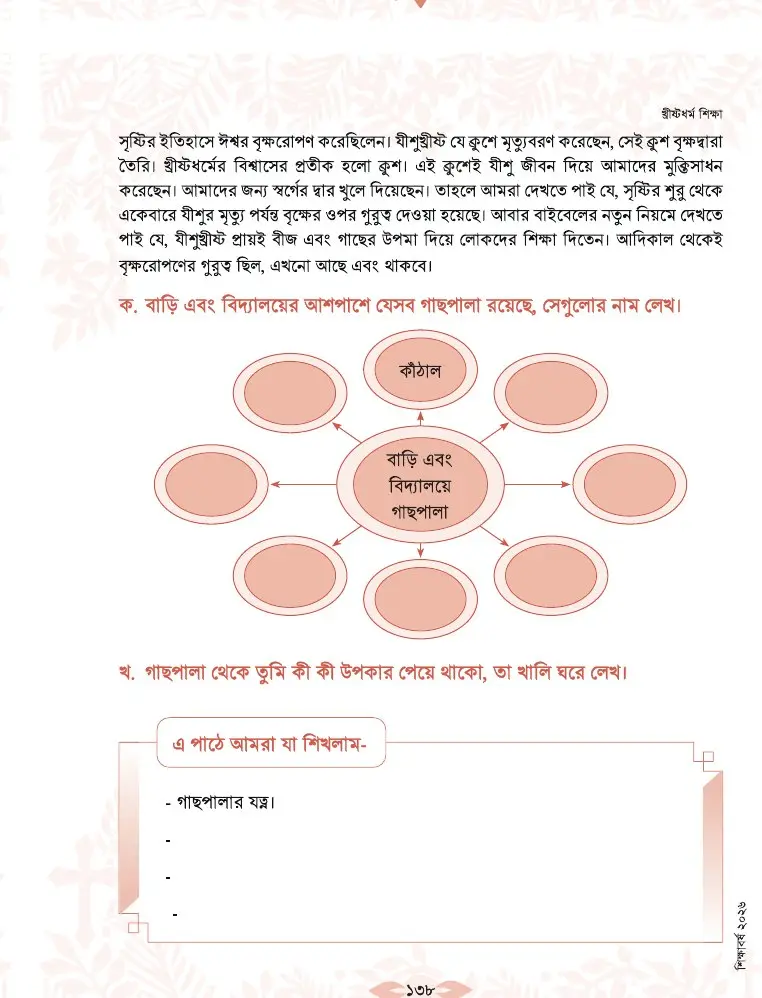 খ্রীষ্টধর্ম শিক্ষা
সৃষ্টির ইতিহাসে ঈশ্বর বৃক্ষরোপণ করেছিলেন। যীশুখ্রীষ্ট যে ক্রুশে মৃত্যুবরণ করেছেন, সেই ক্রুশ বৃক্ষদ্বারা
তৈরি। খ্রীষ্টধর্মের বিশ্বাসের প্রতীক হলো ক্রুশ। এই ক্রুশেই যীশু জীবন দিয়ে আমাদের মুক্তিসাধন
করেছেন। আমাদের জন্য স্বর্গের দ্বার খুলে দিয়েছেন। তাহলে আমরা দেখতে পাই যে, সৃষ্টির শুরু থেকে
একেবারে যীশুর মৃত্যু পর্যন্ত বৃক্ষের ওপর গুরুত্ব দেওয়া হয়েছে। আবার বাইবেলের নতুন নিয়মে দেখতে
পাই যে, যীশুখ্রীষ্ট প্রায়ই বীজ এবং গাছের উপমা দিয়ে লোকদের শিক্ষা দিতেন। আদিকাল থেকেই
বৃক্ষরোপণের গুরুত্ব ছিল, এখনো আছে এবং থাকবে।
ক. বাড়ি এবং বিদ্যালয়ের আশপাশে যেসব গাছপালা রয়েছে, সেগুলোর নাম লেখ।
কাঁঠাল
বাড়ি এবং
বিদ্যালয়ে
গাছপালা
খ. গাছপালা থেকে তুমি কী কী উপকার পেয়ে থাকো, তা খালি ঘরে লেখ।
এ পাঠে আমরা যা শিখলাম-
- গাছপালার যত্ন।
-
-
-
শিক্ষাবর্ষ ২০২৬
১৩৮